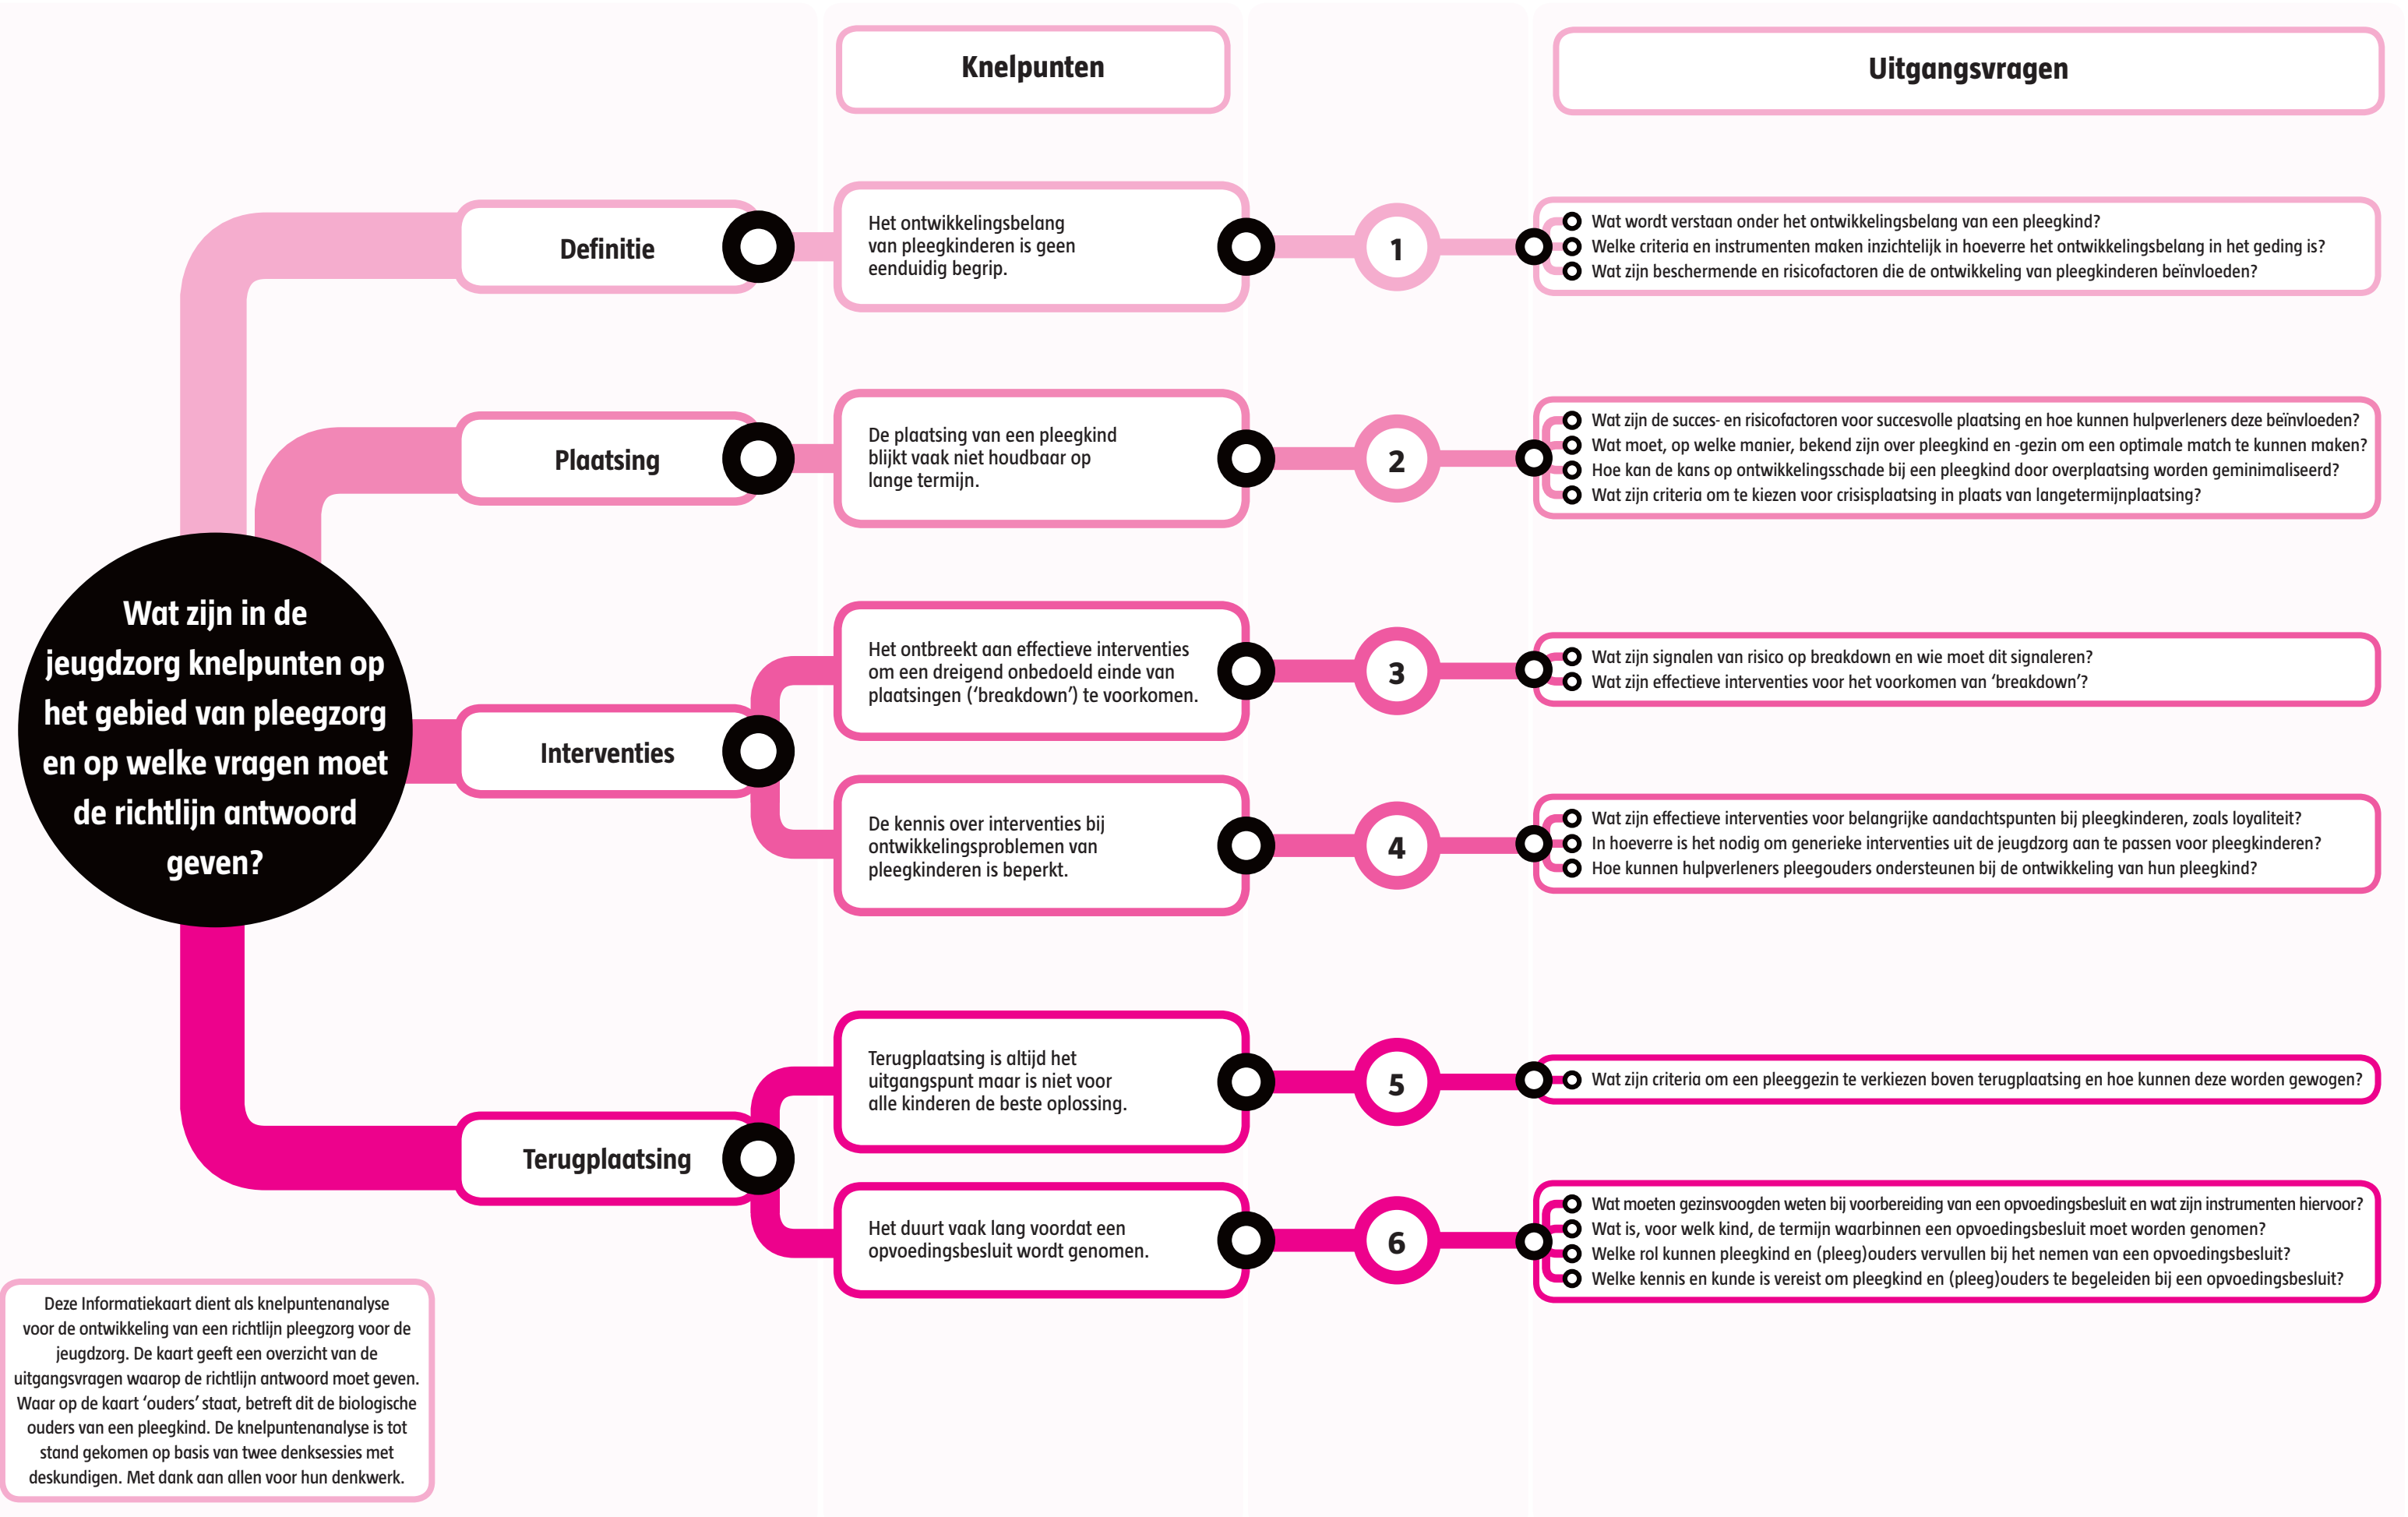 Knelpunten
Uitgangsvragen
Definitie
Het ontwikkelingsbelang
van pleegkinderen is geen
eenduidig begrip.
1
Wat wordt verstaan onder het ontwikkelingsbelang van een pleegkind?
Welke criteria en instrumenten maken inzichtelijk in hoeverre het ontwikkelingsbelang in het geding is?
Wat zijn beschermende en risicofactoren die de ontwikkeling van pleegkinderen beïnvloeden?
Plaatsing
De plaatsing van een pleegkind
blijkt vaak niet houdbaar op
lange termijn.
2
Wat zijn de succes- en risicofactoren voor succesvolle plaatsing en hoe kunnen hulpverleners deze beïnvloeden?
Wat moet, op welke manier, bekend zijn over pleegkind en -gezin om een optimale match te kunnen maken?
Hoe kan de kans op ontwikkelingsschade bij een pleegkind door overplaatsing worden geminimaliseerd?
Wat zijn criteria om te kiezen voor crisisplaatsing in plaats van langetermijnplaatsing?
Wat zijn in de
jeugdzorg knelpunten op
het gebied van pleegzorg
en op welke vragen moet
de richtlijn antwoord
geven?
Interventies
Het ontbreekt aan effectieve interventies
om een dreigend onbedoeld einde van
plaatsingen (‘breakdown’) te voorkomen.
3
Wat zijn signalen van risico op breakdown en wie moet dit signaleren?
Wat zijn effectieve interventies voor het voorkomen van ‘breakdown’?
De kennis over interventies bij
ontwikkelingsproblemen van
pleegkinderen is beperkt.
4
Wat zijn effectieve interventies voor belangrijke aandachtspunten bij pleegkinderen, zoals loyaliteit?
In hoeverre is het nodig om generieke interventies uit de jeugdzorg aan te passen voor pleegkinderen?
Hoe kunnen hulpverleners pleegouders ondersteunen bij de ontwikkeling van hun pleegkind?
Terugplaatsing
Terugplaatsing is altijd het
uitgangspunt maar is niet voor
alle kinderen de beste oplossing.
5
Wat zijn criteria om een pleeggezin te verkiezen boven terugplaatsing en hoe kunnen deze worden gewogen?
Het duurt vaak lang voordat een
opvoedingsbesluit wordt genomen.
6
Wat moeten gezinsvoogden weten bij voorbereiding van een opvoedingsbesluit en wat zijn instrumenten hiervoor?
Wat is, voor welk kind, de termijn waarbinnen een opvoedingsbesluit moet worden genomen?
Welke rol kunnen pleegkind en (pleeg)ouders vervullen bij het nemen van een opvoedingsbesluit?
Welke kennis en kunde is vereist om pleegkind en (pleeg)ouders te begeleiden bij een opvoedingsbesluit?
Deze Informatiekaart dient als knelpuntenanalyse
voor de ontwikkeling van een richtlijn pleegzorg voor de
jeugdzorg. De kaart geeft een overzicht van de
uitgangsvragen waarop de richtlijn antwoord moet geven.
Waar op de kaart ‘ouders’ staat, betreft dit de biologische
ouders van een pleegkind. De knelpuntenanalyse is tot
stand gekomen op basis van twee denksessies met
deskundigen. Met dank aan allen voor hun denkwerk.